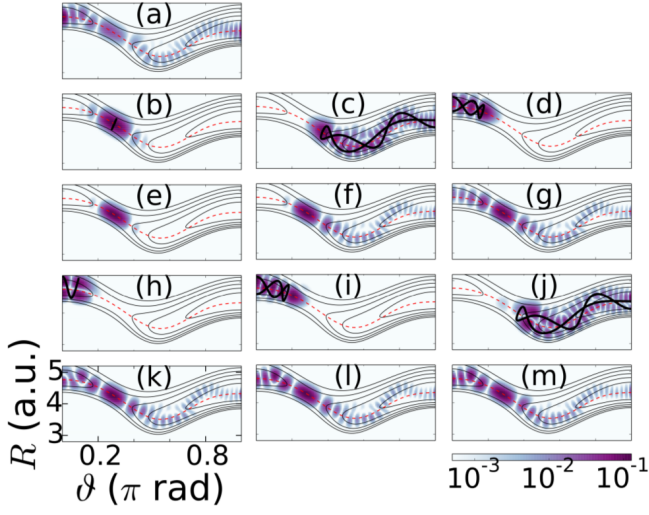 (a)
(b) (c) (d)
(e) (f) (g)
(h) (i) (j)
(k) (l) (m)
R (a.u.)
5
4
3
0.2 0.8
ϑ (π rad)
10⁻³ 10⁻² 10⁻¹